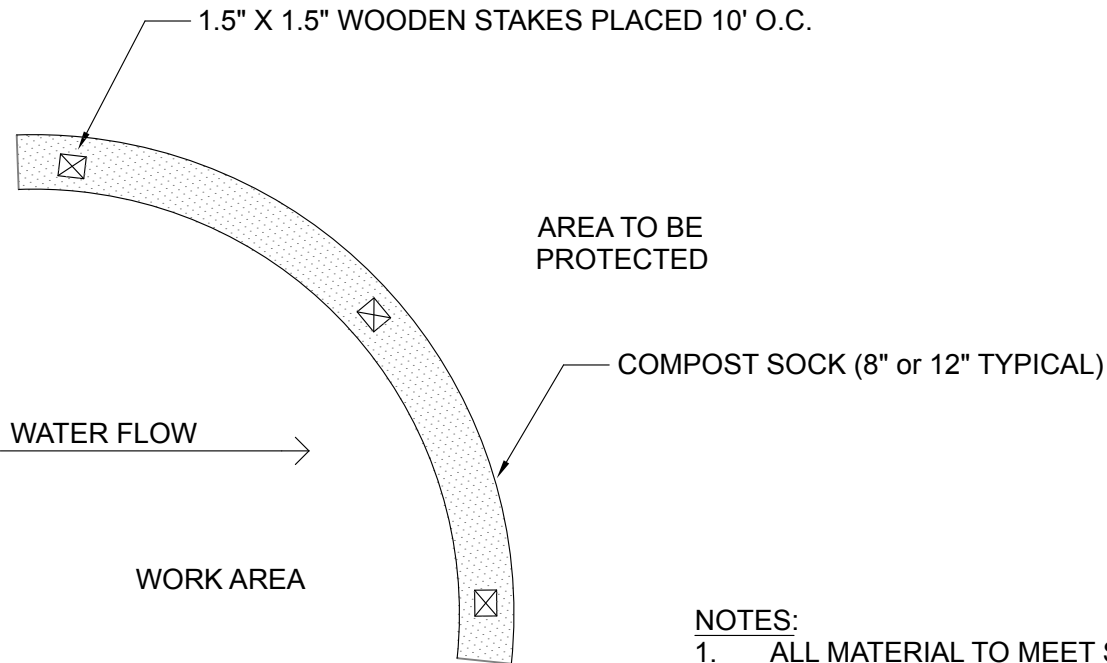 1.5" X 1.5" WOODEN STAKES PLACED 10' O.C.
AREA TO BE
PROTECTED
COMPOST SOCK (8" or 12" TYPICAL)
WATER FLOW
WORK AREA
NOTES:
1. ALL MATERIAL TO MEET